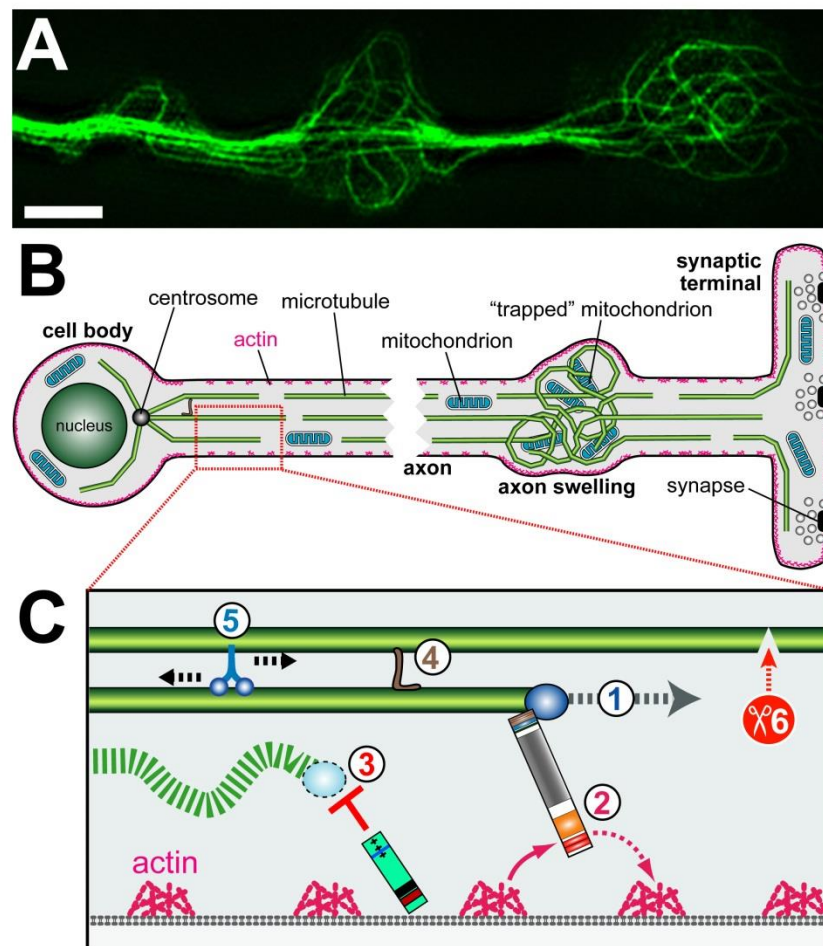 A
B
synaptic
terminal
centrosome
microtubule
"trapped" mitochondrion
cell body
actin
mitochondrion
nucleus
axon
axon swelling
synapse
C
5
4
1
6
3
2
actin